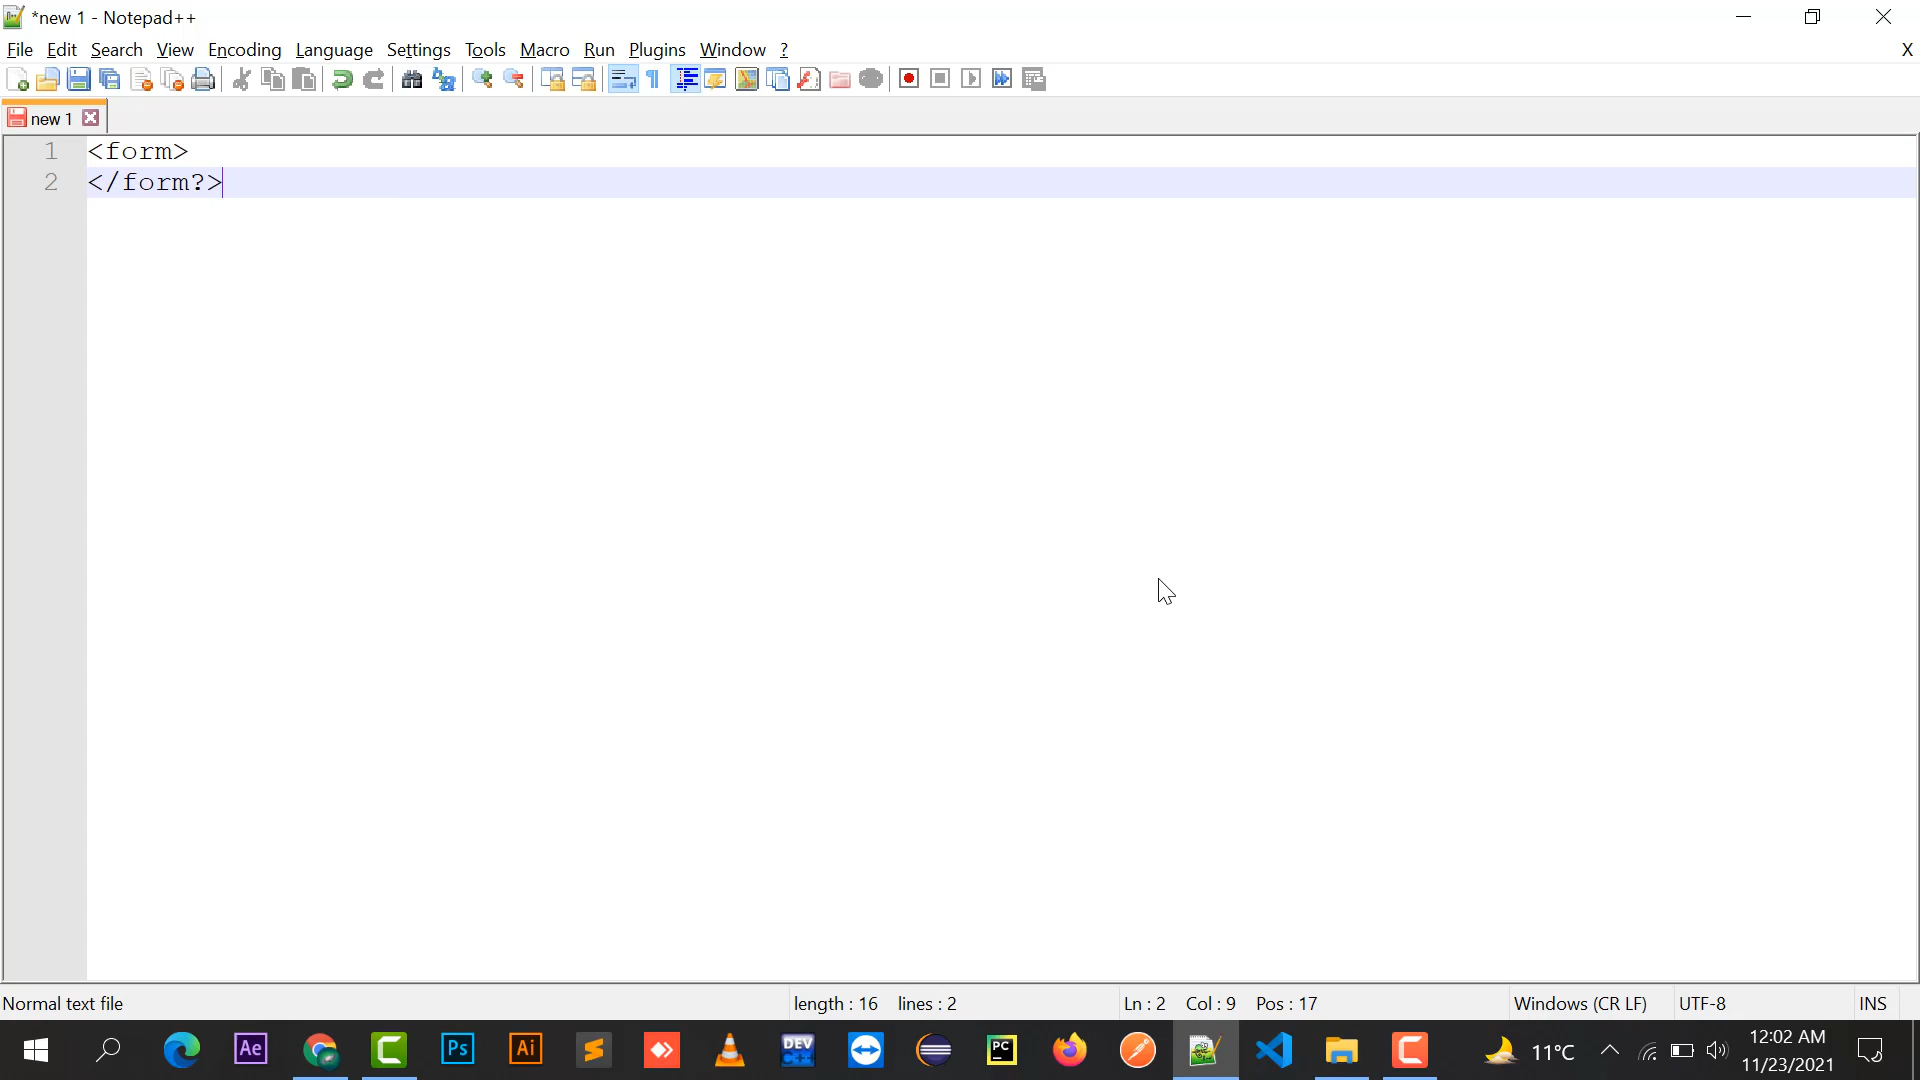 *new 1 - Notepad++
File Edit Search View Encoding Language Settings Tools Macro Run Plugins Window ? X
new 1
1 <form>
2 </form?>
Normal text file length : 16 lines : 2 Ln : 2 Col : 9 Pos : 17 Windows (CR LF) UTF-8 INS
Ae Ps Ai DEV C++ PC 11°C 12:02 AM
11/23/2021